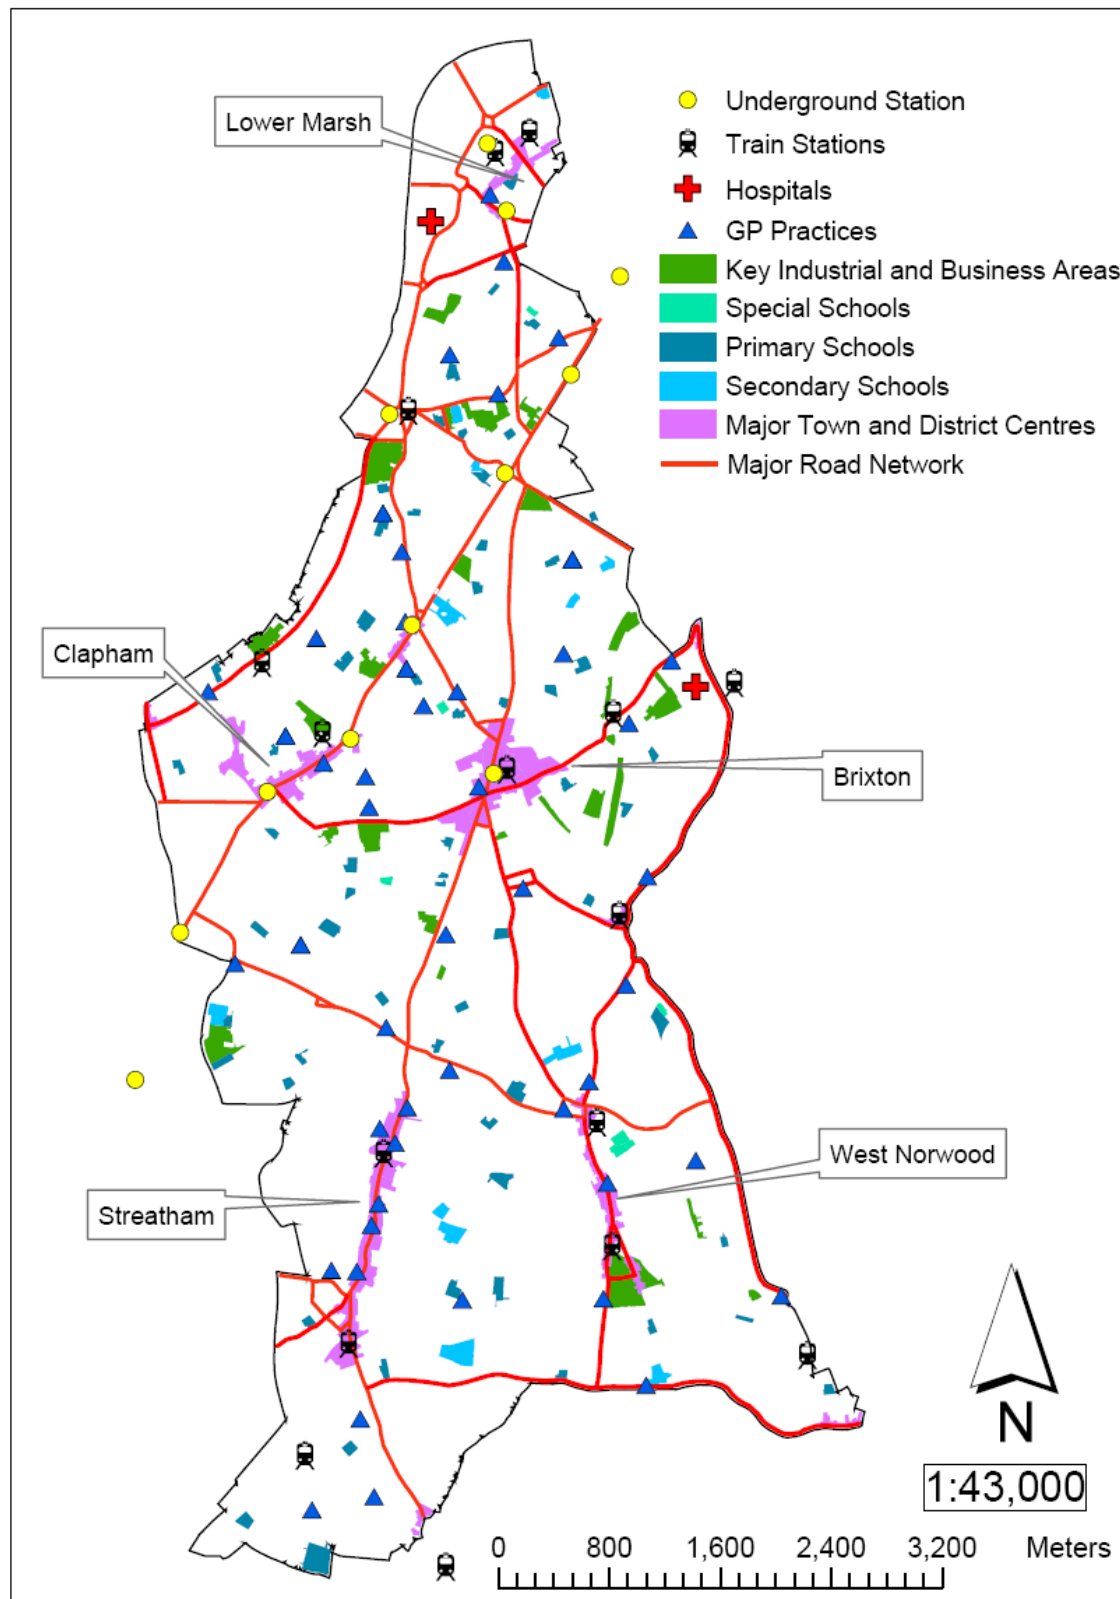 Lower Marsh
Underground Station
Train Stations
Hospitals
GP Practices
Key Industrial and Business Areas
Special Schools
Primary Schools
Secondary Schools
Major Town and District Centres
Major Road Network
Clapham
Brixton
West Norwood
Streatham
N
1:43,000
0 800 1,600 2,400 3,200 Meters